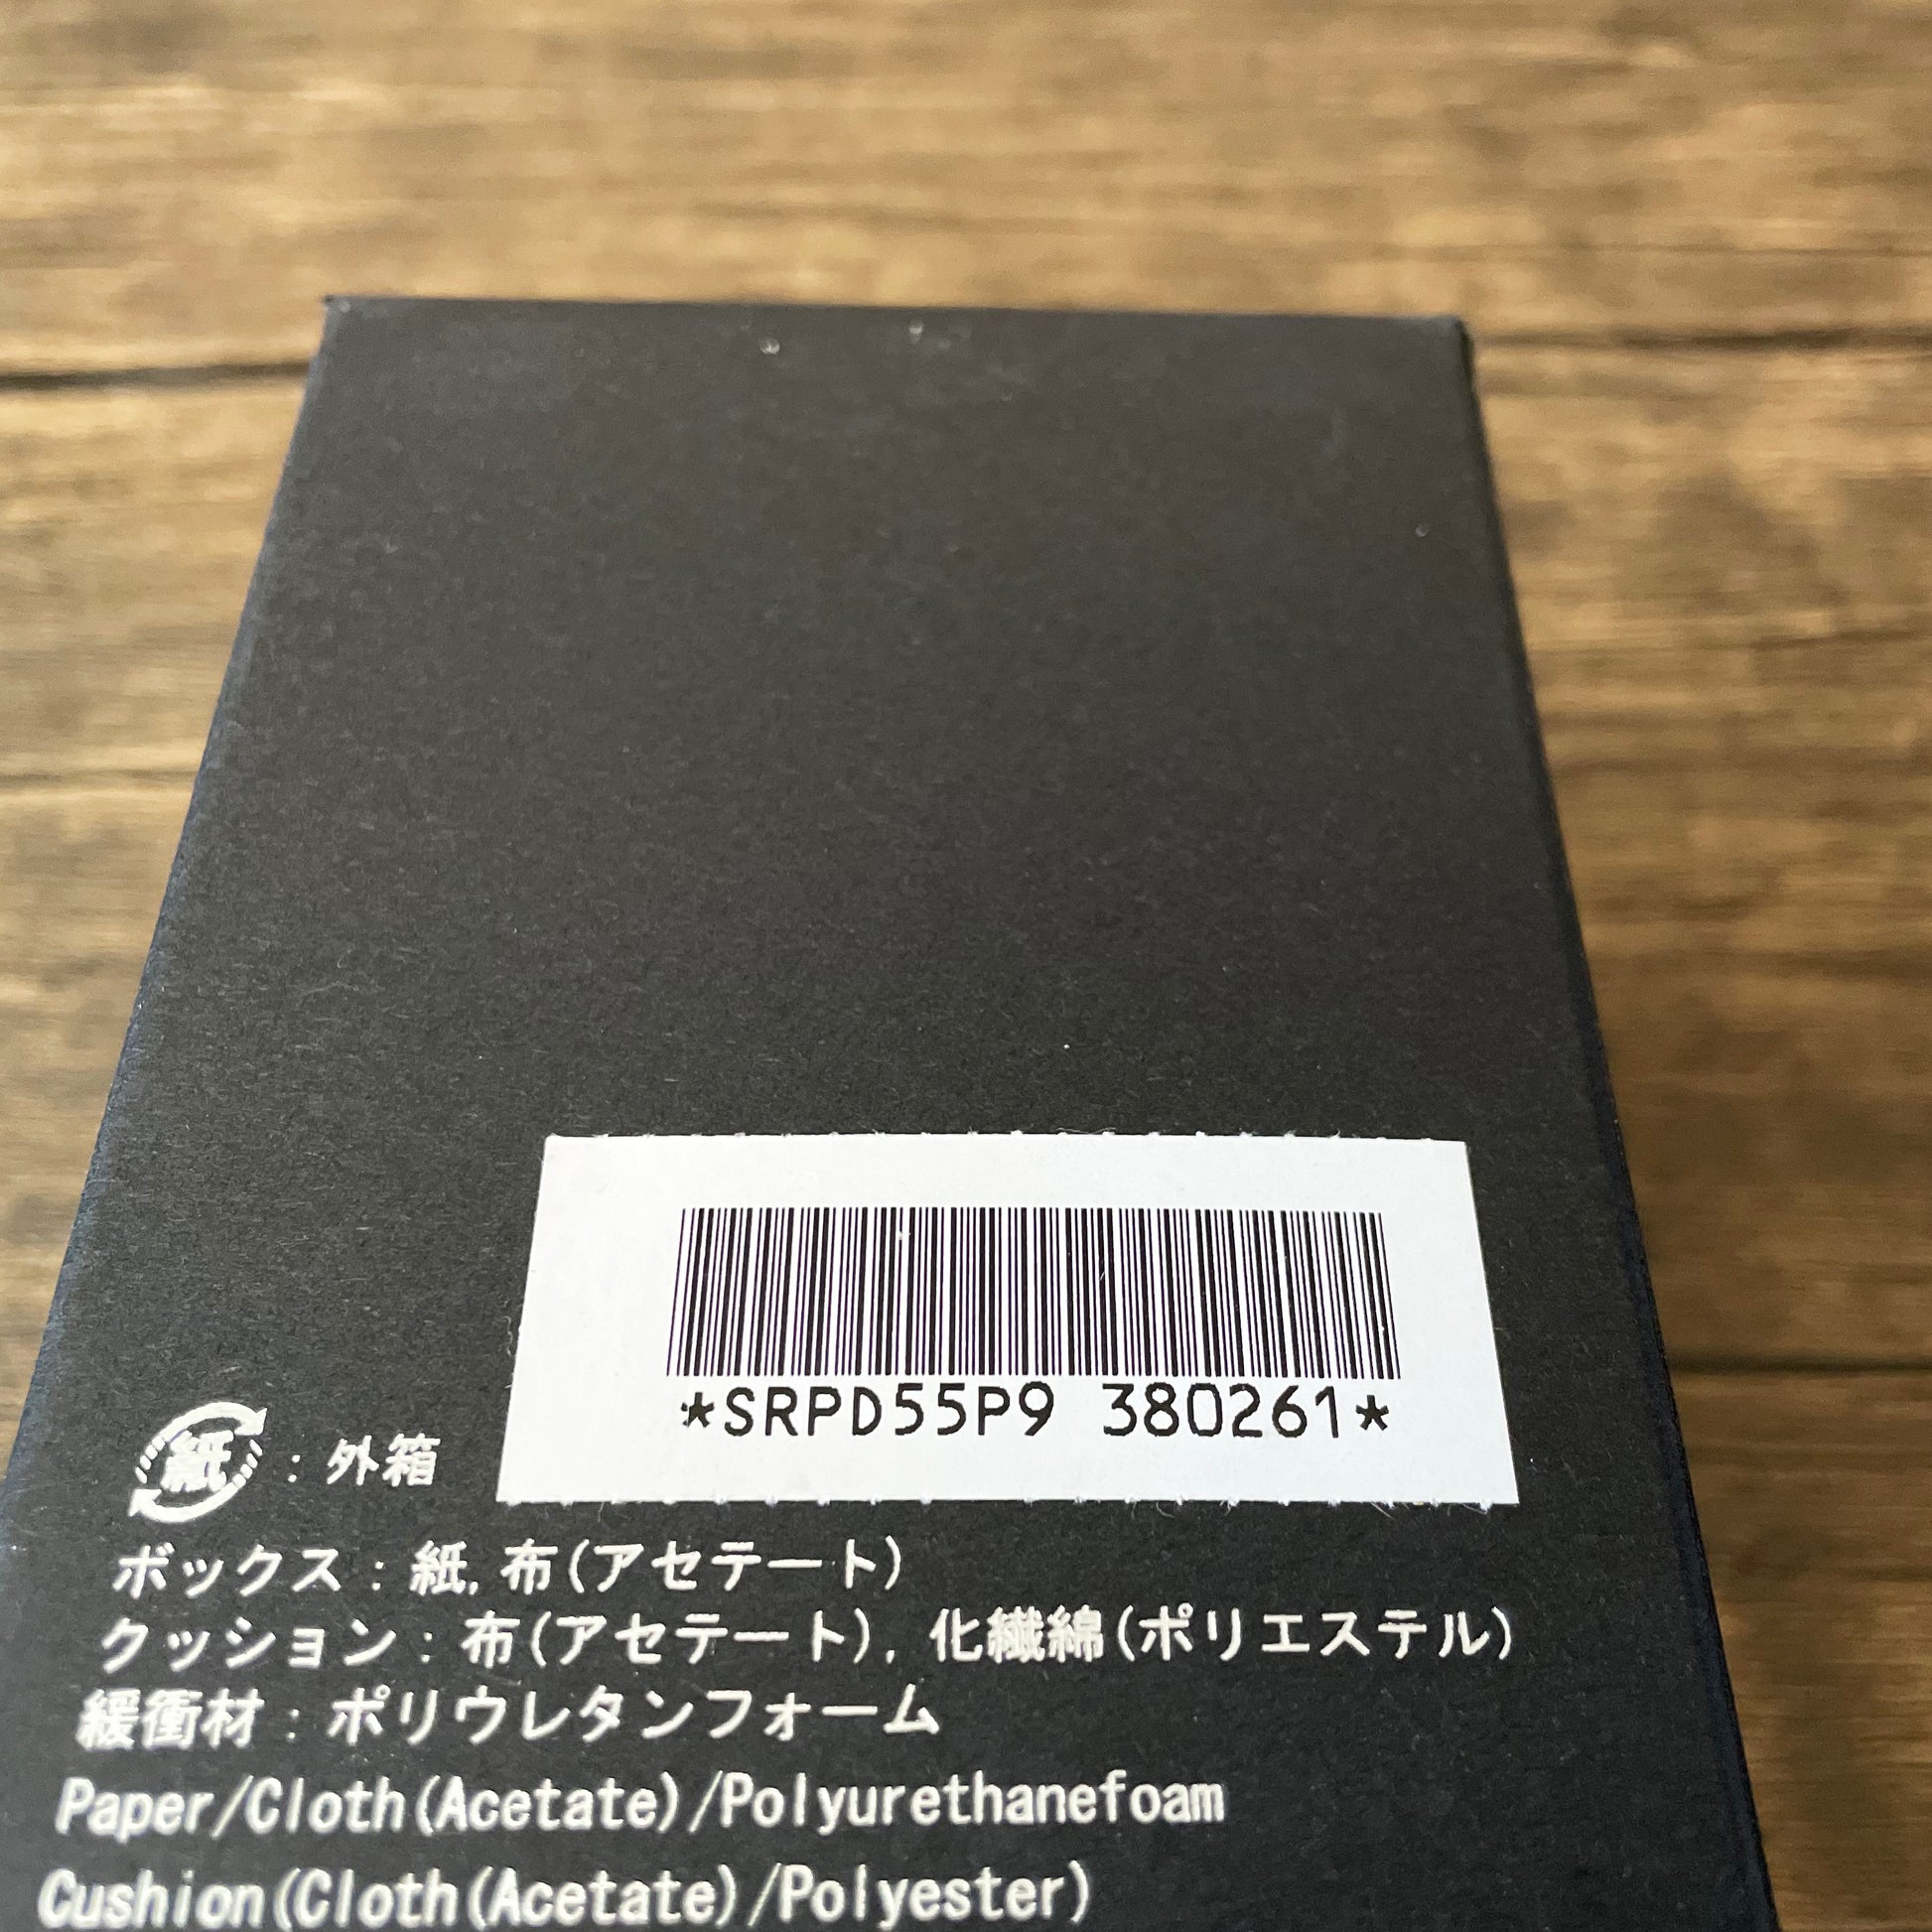 *SRPD55P9 380261*
紙 : 外箱
ボックス : 紙, 布(アセテート)
クッション : 布(アセテート), 化繊綿(ポリエステル)
緩衝材 : ポリウレタンフォーム
Paper/Cloth(Acetate)/Polyurethanefoam
Cushion(Cloth(Acetate)/Polyester)